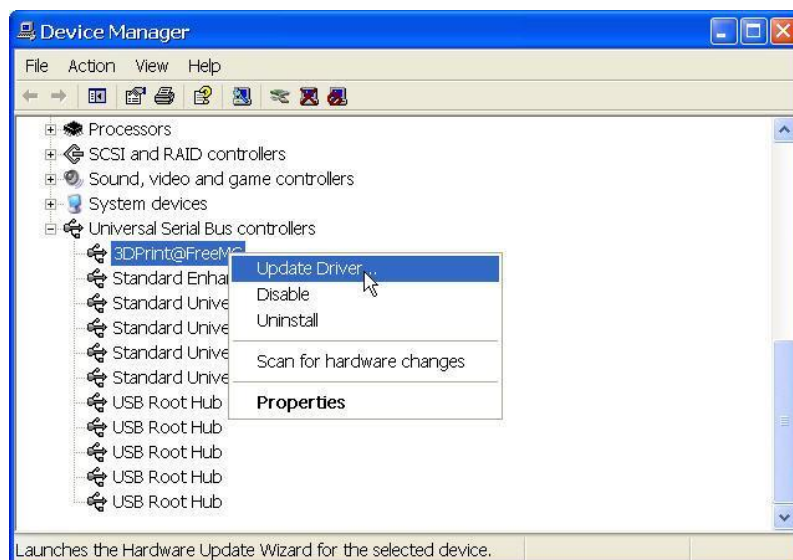 Device Manager
File Action View Help
Processors
SCSI and RAID controllers
Sound, video and game controllers
System devices
Universal Serial Bus controllers
3DPrint@FreeM
Update Driver...
Standard Enha
Disable
Standard Unive
Uninstall
Standard Unive
Standard Unive
Scan for hardware changes
Standard Unive
USB Root Hub
Properties
USB Root Hub
USB Root Hub
USB Root Hub
USB Root Hub
Launches the Hardware Update Wizard for the selected device.